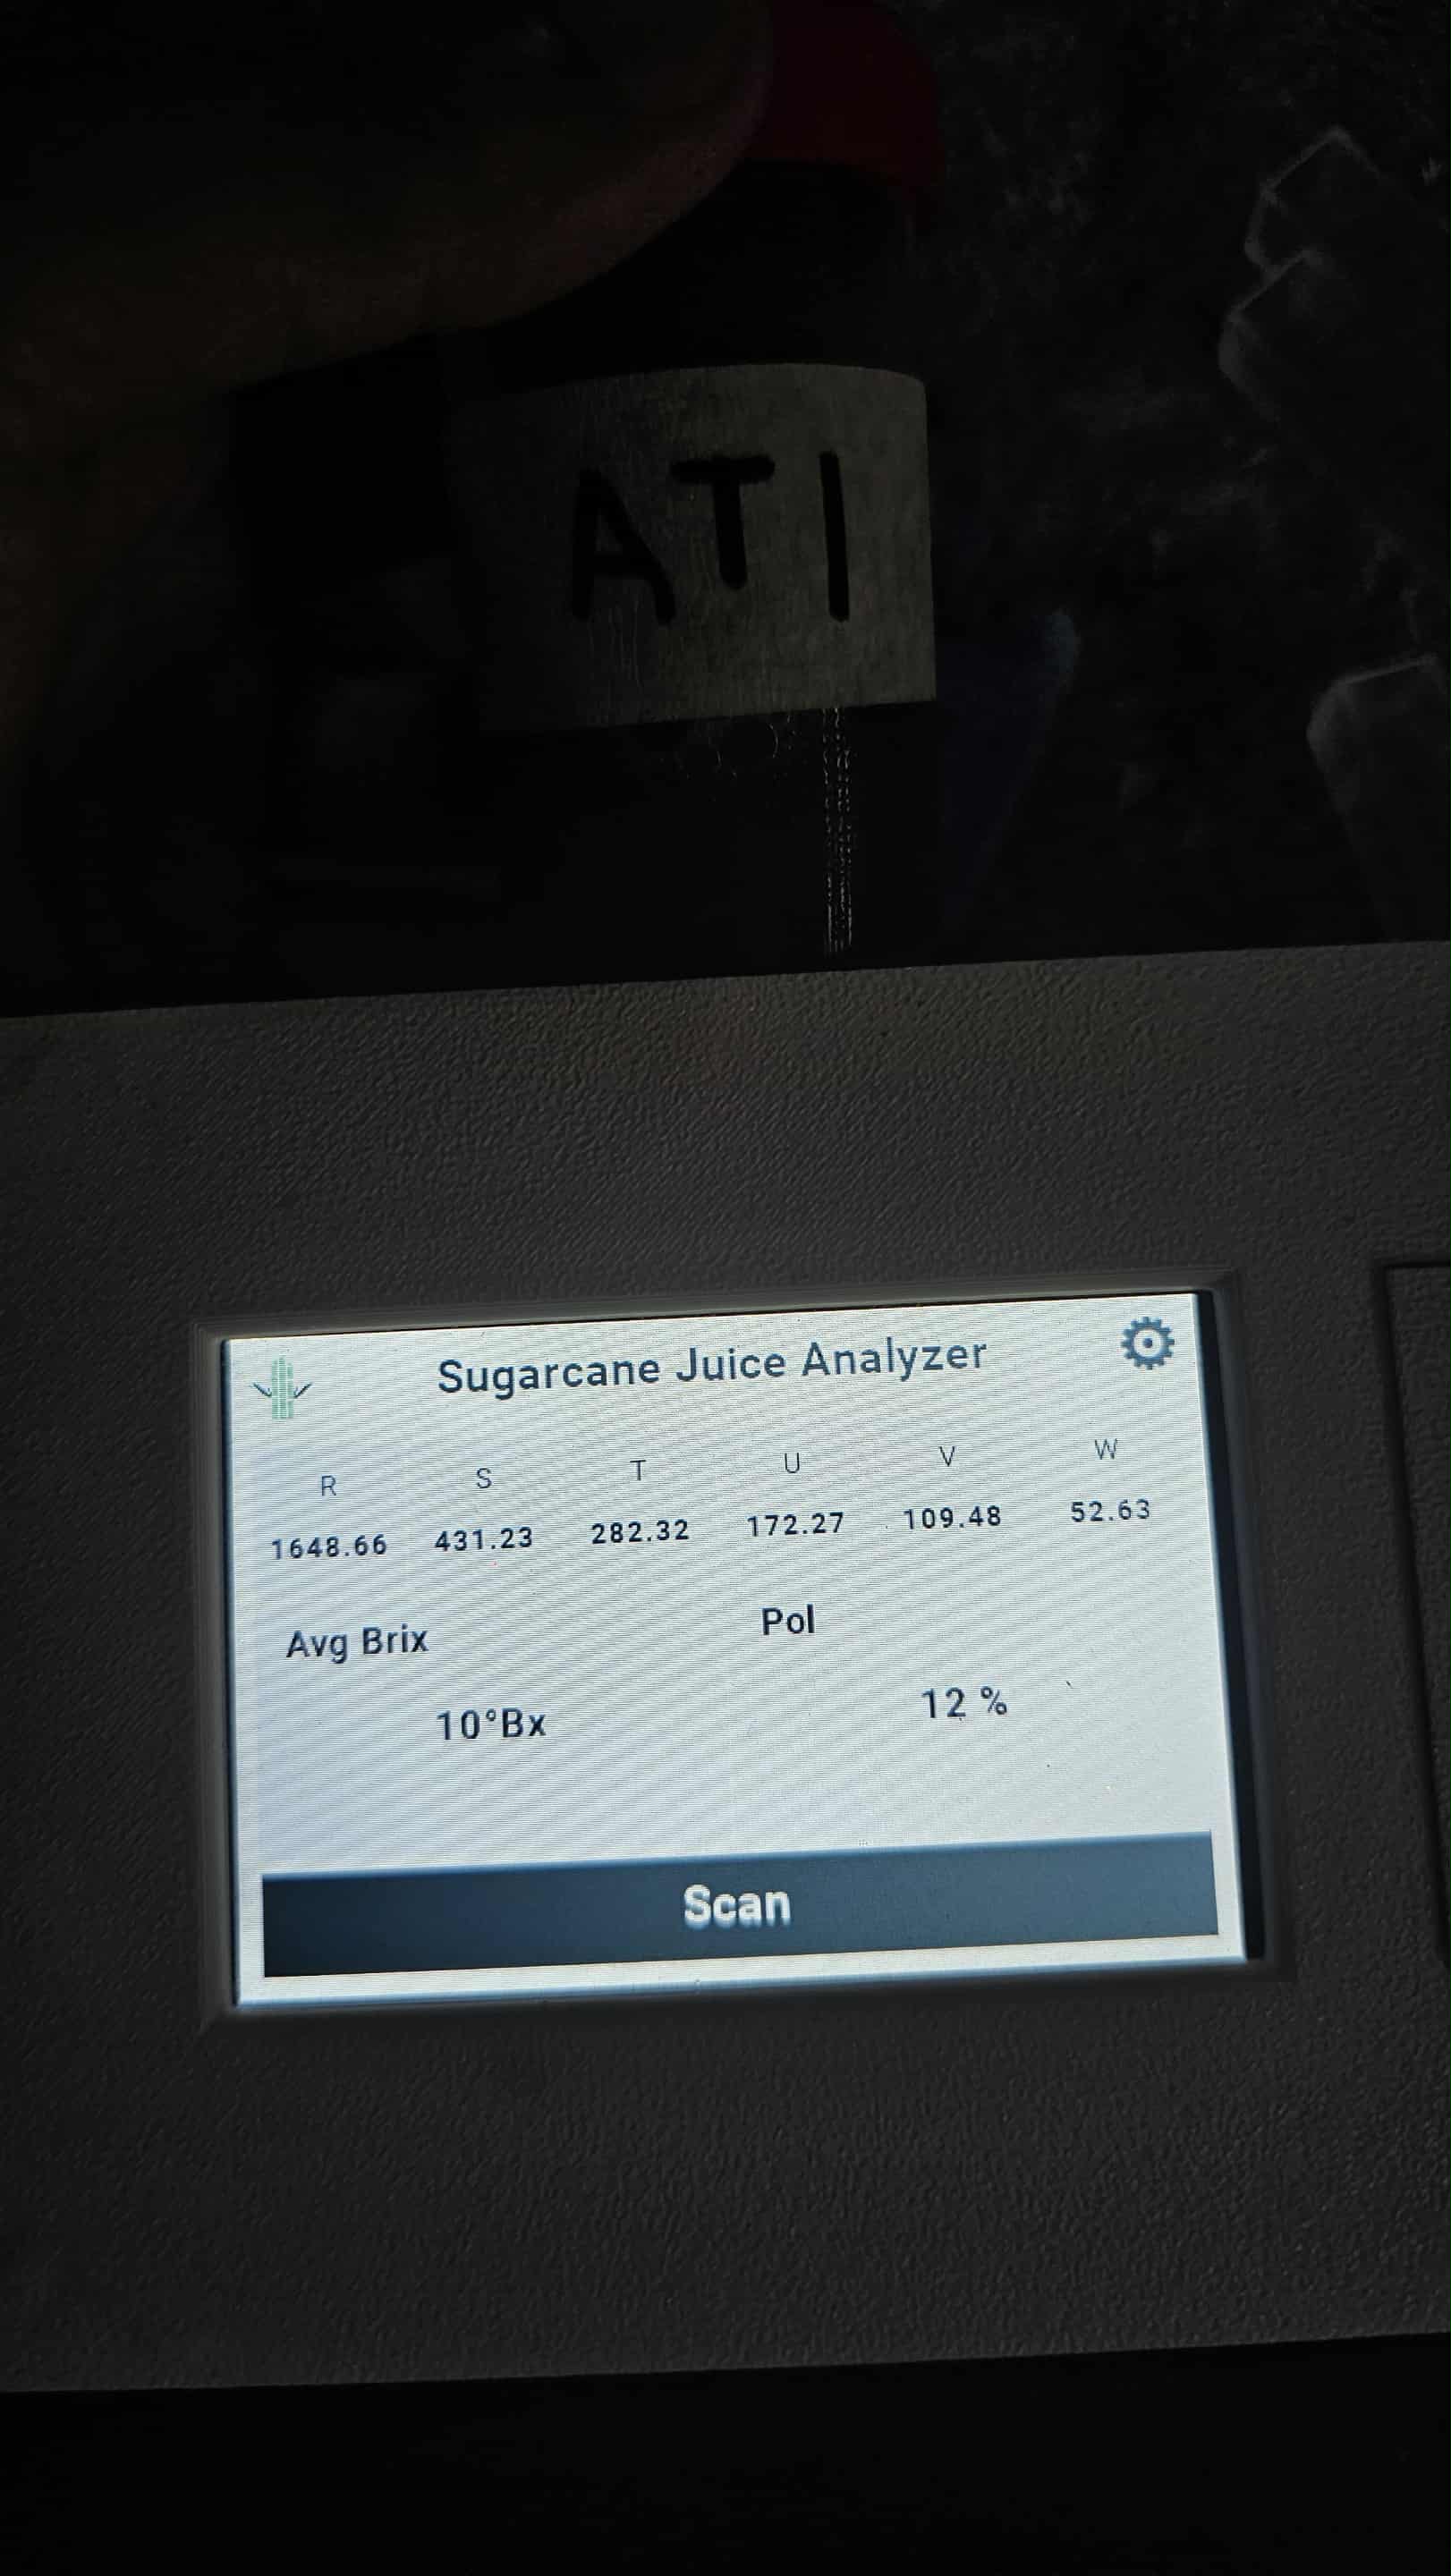 AT1
Sugarcane Juice Analyzer
R S T U V W
1648.66 431.23 282.32 172.27 109.48 52.63
Avg Brix Pol
10°Bx 12 %
Scan